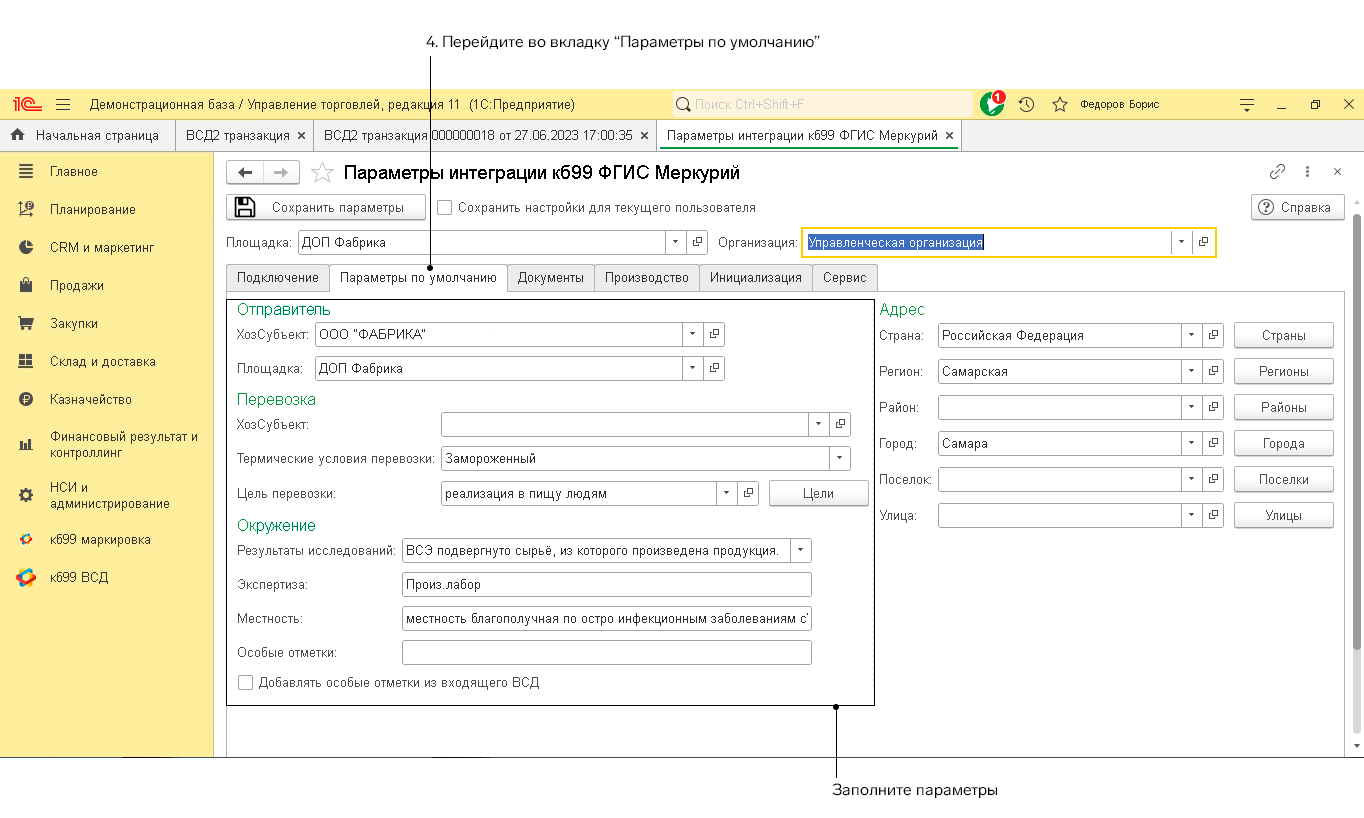 4. Перейдите во вкладку “Параметры по умолчанию”
1С Демонстрационная база / Управление торговлей, редакция 11 (1С:Предприятие) Поиск Ctrl+Shift+F 1 Федоров Борис
Начальная страница ВСД2 транзакция × ВСД2 транзакция 000000018 от 27.06.2023 17:00:35 × Параметры интеграции кб99 ФГИС Меркурий ×
Главное
Планирование
CRM и маркетинг
Продажи
Закупки
Склад и доставка
Казначейство
Финансовый результат и
контроллинг
НСИ и
администрирование
кб99 маркировка
кб99 ВСД
Параметры интеграции кб99 ФГИС Меркурий
Сохранить параметры Сохранить настройки для текущего пользователя ? Справка
Площадка: ДОП Фабрика Организация: Управленческая организация
Подключение Параметры по умолчанию Документы Производство Инициализация Сервис
Отправитель
ХозСубъект: ООО "ФАБРИКА"
Площадка: ДОП Фабрика
Перевозка
ХозСубъект:
Термические условия перевозки: Замороженный
Цель перевозки: реализация в пищу людям Цели
Окружение
Результаты исследований: ВСЭ подвергнуто сырьё, из которого произведена продукция.
Экспертиза: Произ.лабор
Местность: местность благополучная по остро инфекционным заболеваниям с
Особые отметки:
Добавлять особые отметки из входящего ВСД
Адрес
Страна: Российская Федерация Страны
Регион: Самарская Регионы
Район: Районы
Город: Самара Города
Поселок: Поселки
Улица: Улицы
Заполните параметры